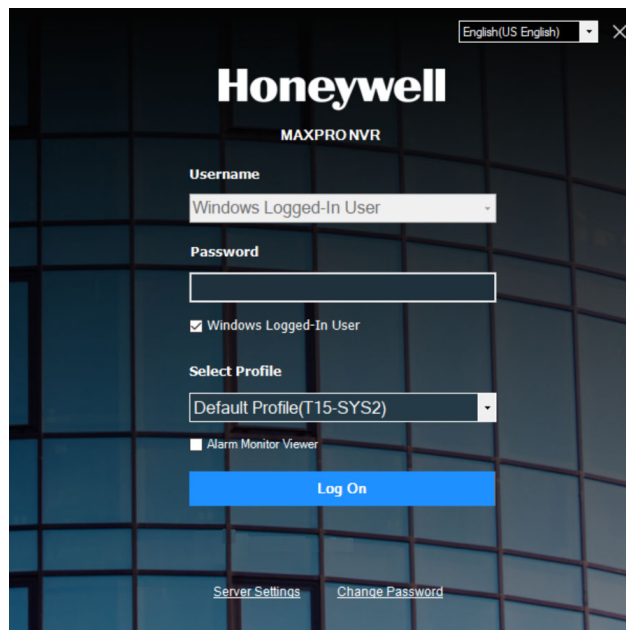 English(US English)
Honeywell
MAXPRO NVR
Username
Windows Logged-In User
Password
Windows Logged-In User
Select Profile
Default Profile(T15-SYS2)
Alarm Monitor Viewer
Log On
Server Settings Change Password